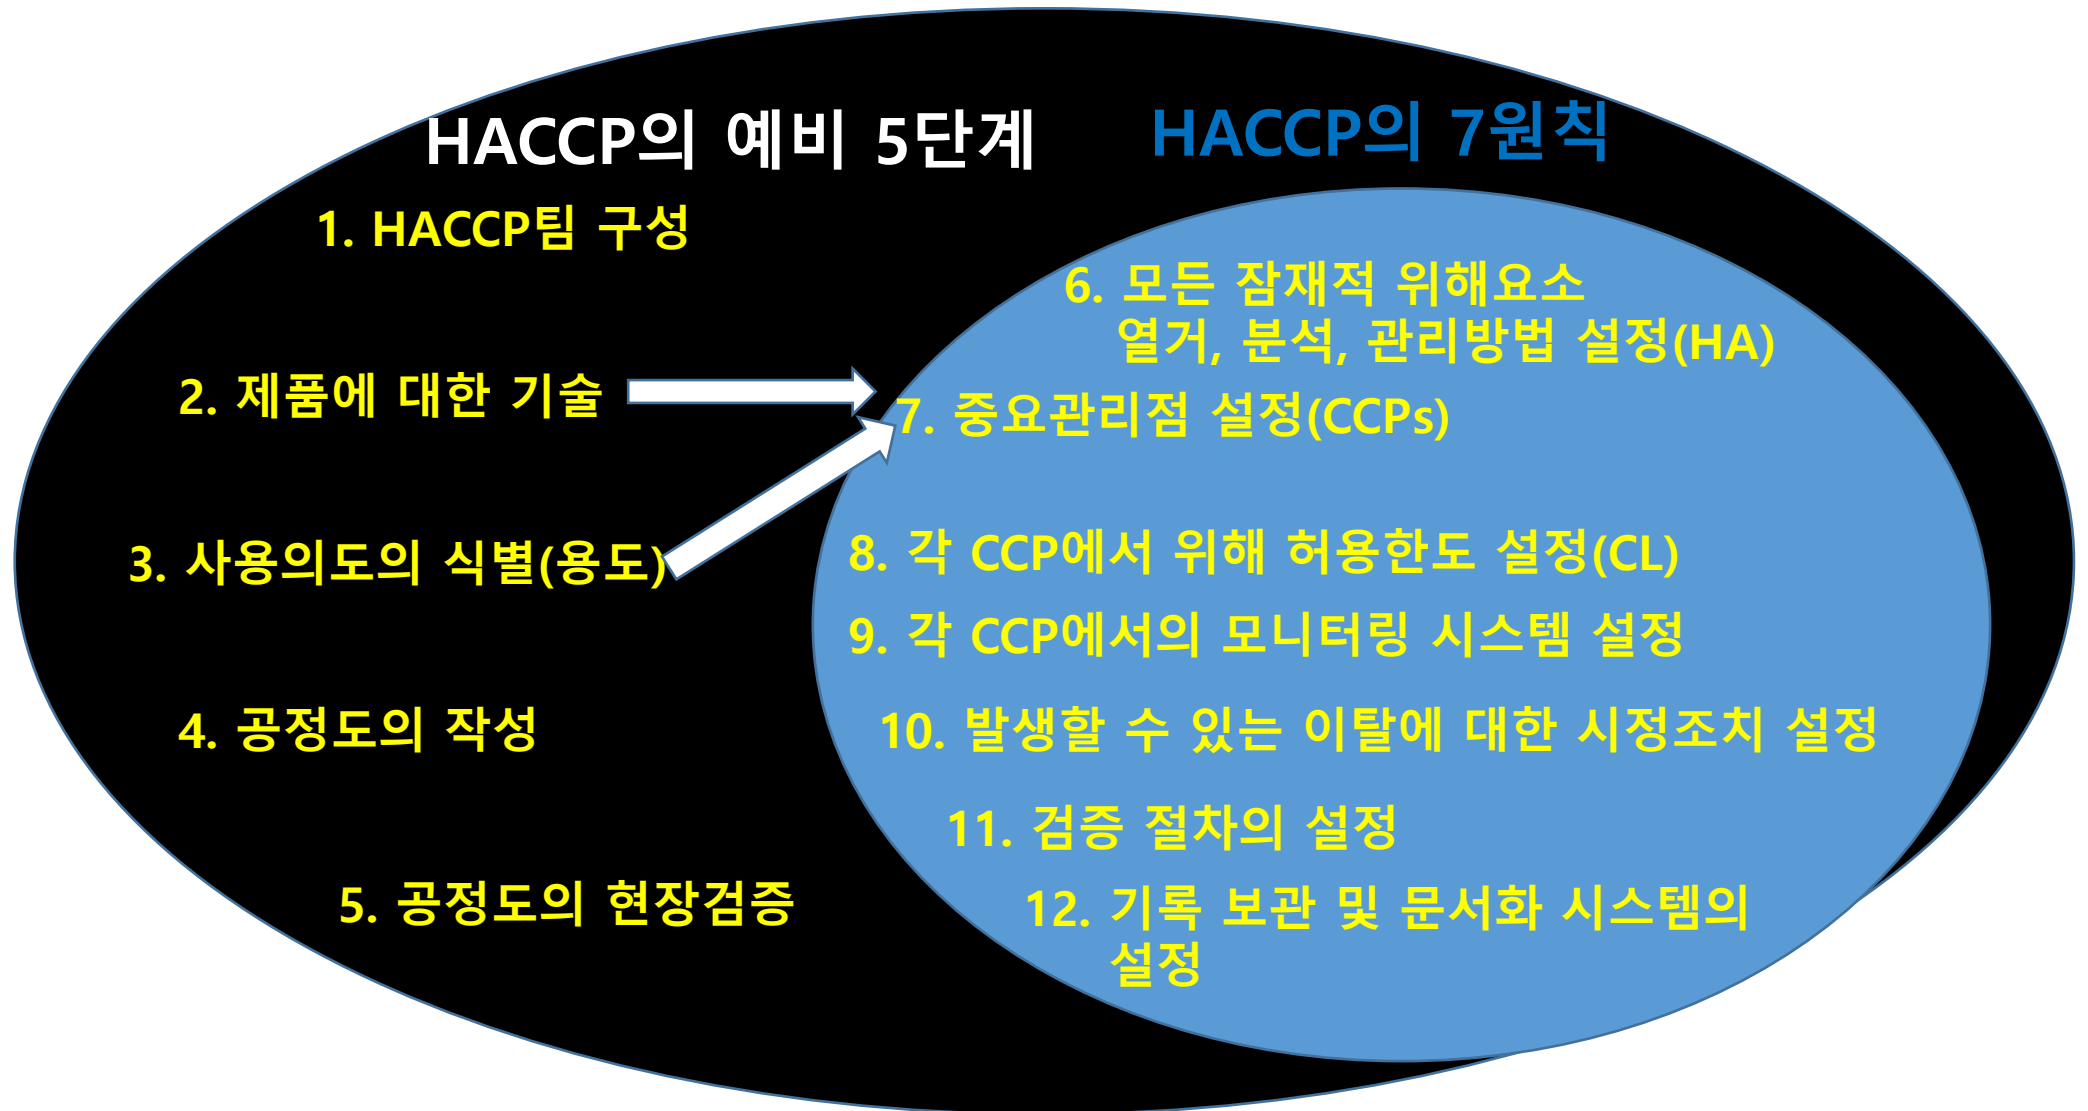 HACCP의 예비 5단계
1. HACCP팀 구성
2. 제품에 대한 기술
3. 사용의도의 식별(용도)
4. 공정도의 작성
5. 공정도의 현장검증
HACCP의 7원칙
6. 모든 잠재적 위해요소
열거, 분석, 관리방법 설정(HA)
7. 중요관리점 설정(CCPs)
8. 각 CCP에서 위해 허용한도 설정(CL)
9. 각 CCP에서의 모니터링 시스템 설정
10. 발생할 수 있는 이탈에 대한 시정조치 설정
11. 검증 절차의 설정
12. 기록 보관 및 문서화 시스템의
설정